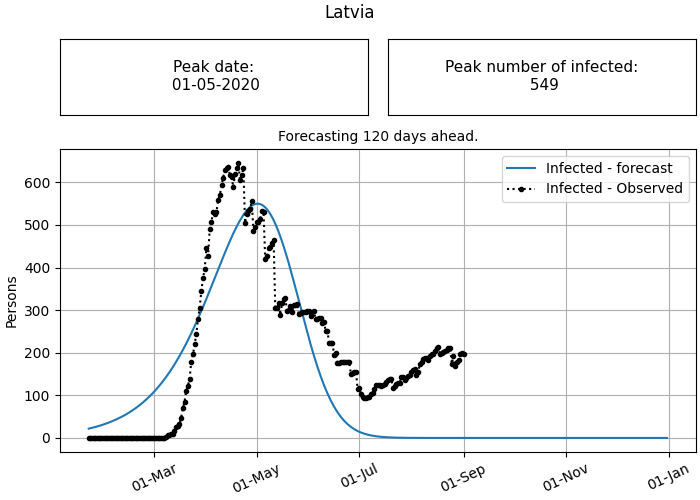 Latvia
Peak date:
01-05-2020
Peak number of infected:
549
Forecasting 120 days ahead.
Infected - forecast
Infected - Observed
Persons
600
500
400
300
200
100
0
01-Mar
01-May
01-Jul
01-Sep
01-Nov
01-Jan